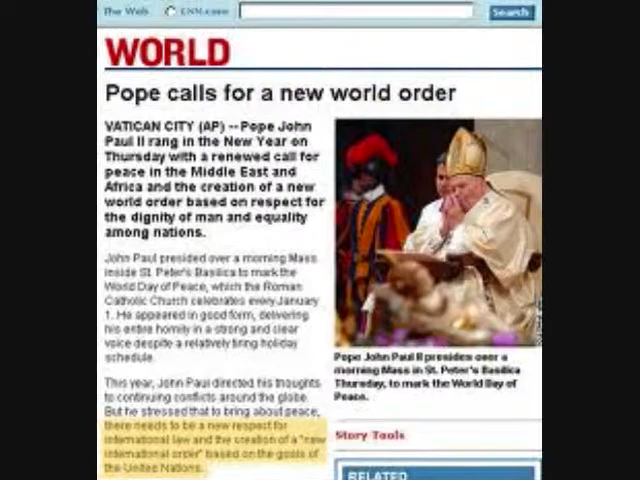 The Web CNN.com Search
WORLD
Pope calls for a new world order
VATICAN CITY (AP) -- Pope John
Paul II rang in the New Year on
Thursday with a renewed call for
peace in the Middle East and
Africa and the creation of a new
world order based on respect for
the dignity of man and equality
among nations.
John Paul presided over a morning Mass
inside St. Peter's Basilica to mark the
World Day of Peace, which the Roman
Catholic Church celebrates every January
1. He appeared in good form, delivering
his entire homily in a strong and clear
voice despite a relatively tiring holiday
schedule.
This year, John Paul directed his thoughts
to continuing conflicts around the globe.
But he stressed that to bring about peace,
there needs to be a new respect for
international law and the creation of a "new
international order" based on the goals of
the United Nations.
Pope John Paul II presides over a
morning Mass in St. Peter's Basilica
Thursday, to mark the World Day of
Peace.
Story Tools
RELATED